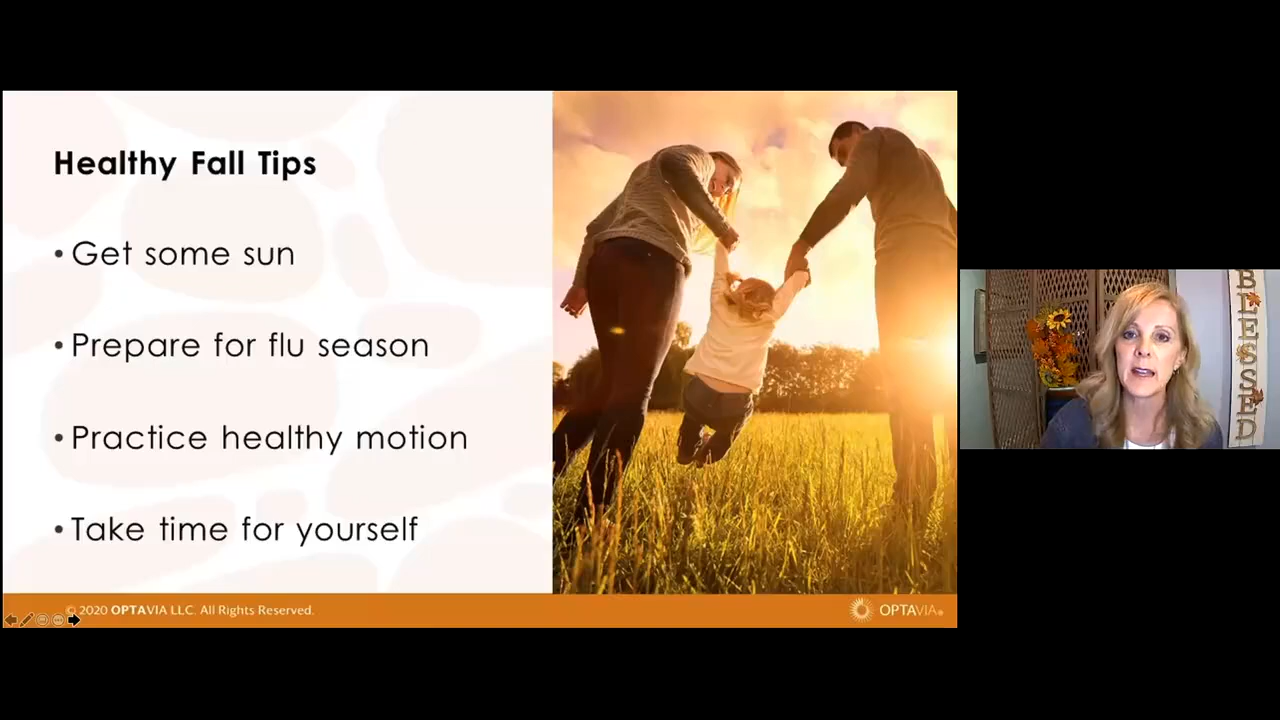 Healthy Fall Tips
• Get some sun
• Prepare for flu season
• Practice healthy motion
• Take time for yourself
© 2020 OPTAVIA LLC. All Rights Reserved.
OPTAVIA®
BLESSED